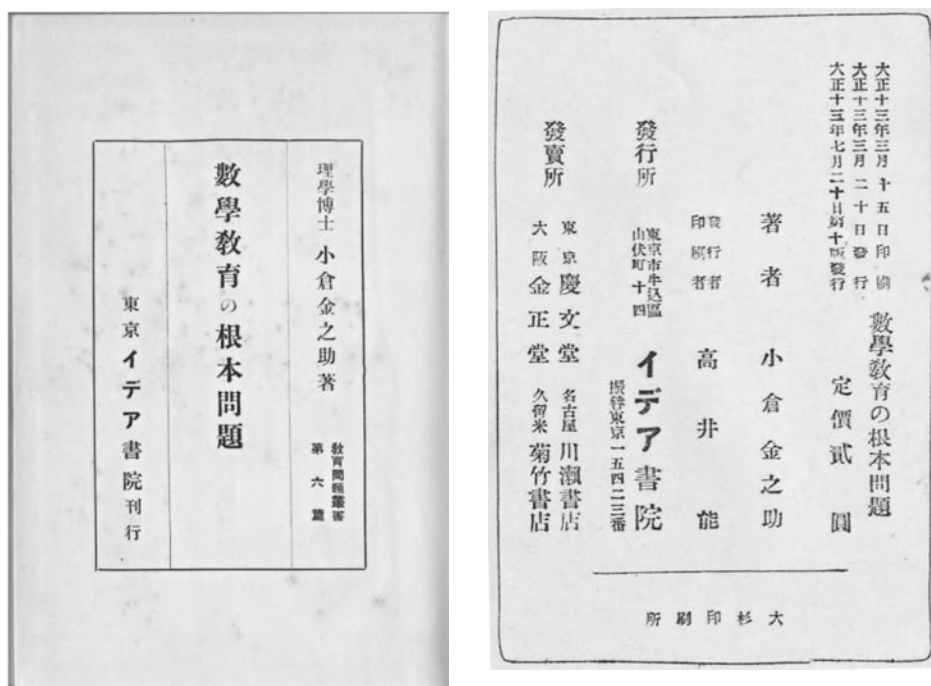 理學博士 小倉金之助著
教育問題叢書
第六篇
數學敎育の根本問題
東京 イデア書院刊行
大正十三年三月十五日印刷
大正十三年三月二十日發行
大正十三年七月二十日第十版發行
數學敎育の根本問題
定價貳圓
著者 小倉金之助
發行者
印刷者
高井能
發行所
東京市牛込區
山伏町十四
イデア書院
振替東京一五四二三番
發賣所
東京 慶文堂
名古屋 川瀨書店
大阪 金正堂
久留米 菊竹書店
大杉印刷所